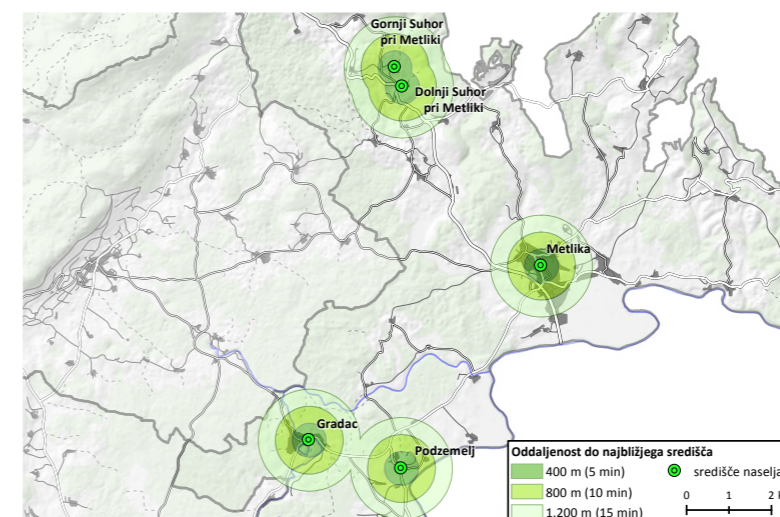 Gornji Suhor
pri Metliki
Dolnji Suhor
pri Metliki
Metlika
Gradac
Podzemelj
Oddaljenost do najbližjega središča
400 m (5 min)
središče naselja
800 m (10 min)
0 1 2 k
1.200 m (15 min)